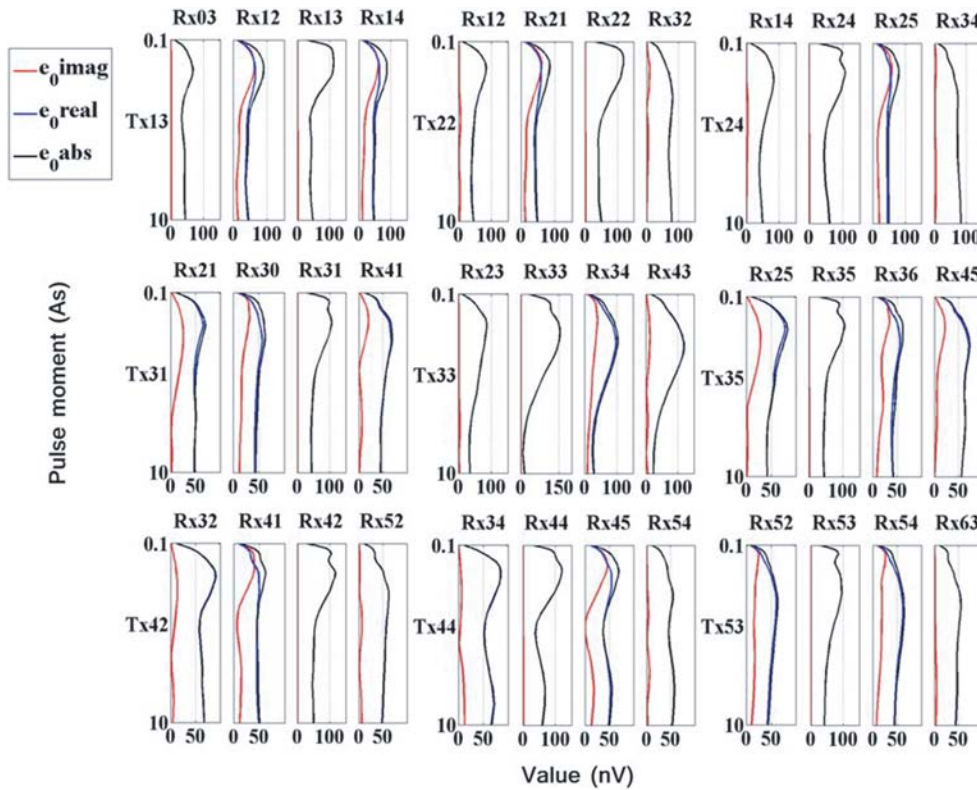 e0imag
e0real
e0abs
Rx03 Rx12 Rx13 Rx14
0.1
Tx13
10
0 100 0 100 0 100 0 100
Rx12 Rx21 Rx22 Rx32
0.1
Tx22
10
0 100 0 100 0 100 0 100
Rx14 Rx24 Rx25 Rx34
0.1
Tx24
10
0 100 0 100 0 100 0 100
Pulse moment (As)
Rx21 Rx30 Rx31 Rx41
0.1
Tx31
10
0 50 0 50 0 100 0 50
Rx23 Rx33 Rx34 Rx43
0.1
Tx33
10
0 100 0 150 0 100 0 100
Rx25 Rx35 Rx36 Rx45
0.1
Tx35
10
0 50 0 100 0 50 0 50
Rx32 Rx41 Rx42 Rx52
0.1
Tx42
10
0 50 0 50 0 100 0 50
Rx34 Rx44 Rx45 Rx54
0.1
Tx44
10
0 50 0 100 0 50 0 50
Rx52 Rx53 Rx54 Rx63
0.1
Tx53
10
0 50 0 100 0 50 0 50
Value (nV)